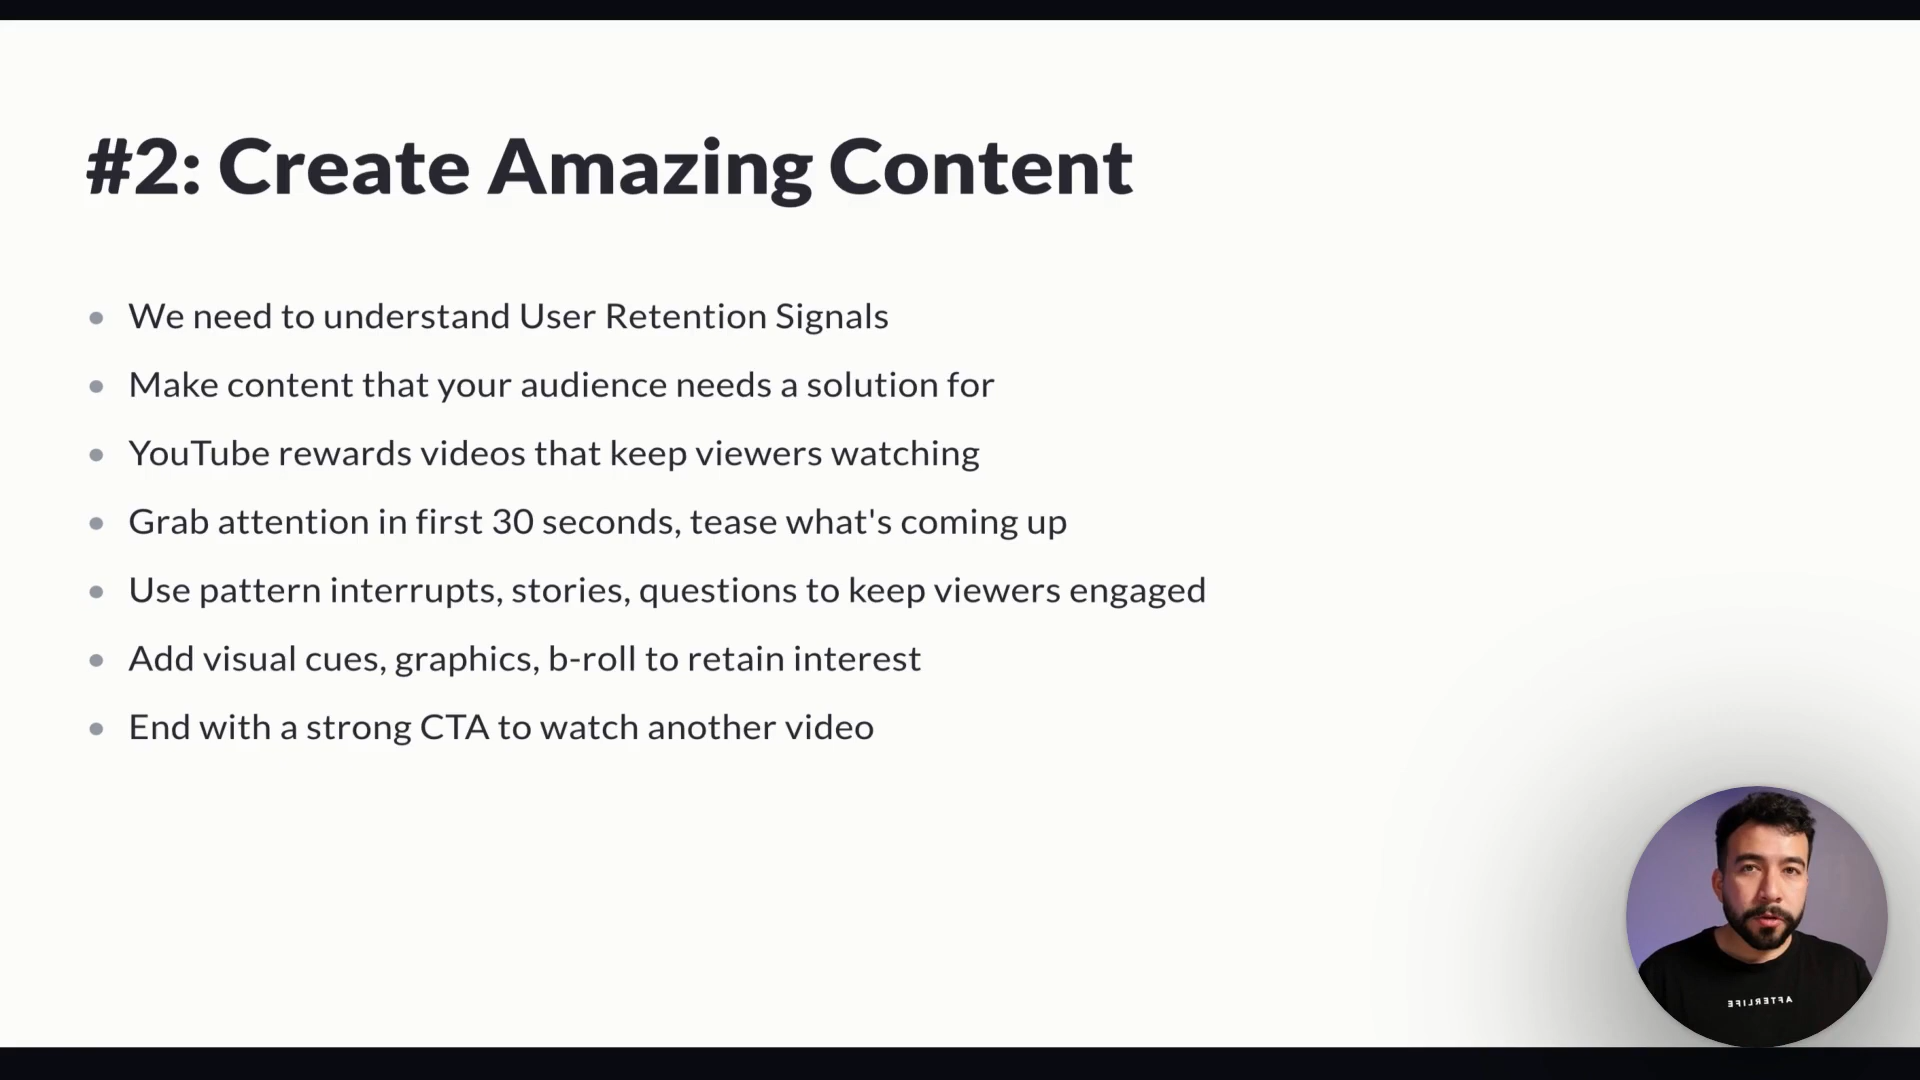 #2: Create Amazing Content
• We need to understand User Retention Signals
• Make content that your audience needs a solution for
• YouTube rewards videos that keep viewers watching
• Grab attention in first 30 seconds, tease what's coming up
• Use pattern interrupts, stories, questions to keep viewers engaged
• Add visual cues, graphics, b-roll to retain interest
• End with a strong CTA to watch another video
AFTERLIFE